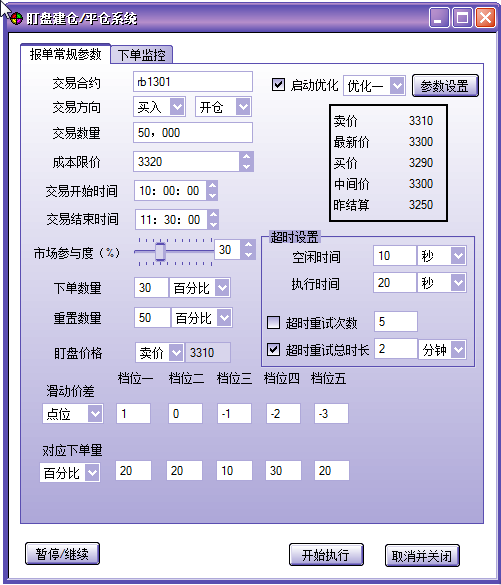 盯盘建仓/平仓系统
报单常规参数 下单监控
交易合约 rb1301 启动优化 优化一 参数设置
交易方向 买入 开仓
交易数量 50，000
成本限价 3320
交易开始时间 10：00：00
交易结束时间 11：30：00
市场参与度（%） 30
下单数量 30 百分比
重置数量 50 百分比
盯盘价格 卖价 3310
卖价 3310
最新价 3300
买价 3290
中间价 3300
昨结算 3250
超时设置
空闲时间 10 秒
执行时间 20 秒
超时重试次数 5
超时重试总时长 2 分钟
档位一 档位二 档位三 档位四 档位五
滑动价差
点位 1 0 -1 -2 -3
对应下单量
百分比 20 20 10 30 20
暂停/继续 开始执行 取消并关闭